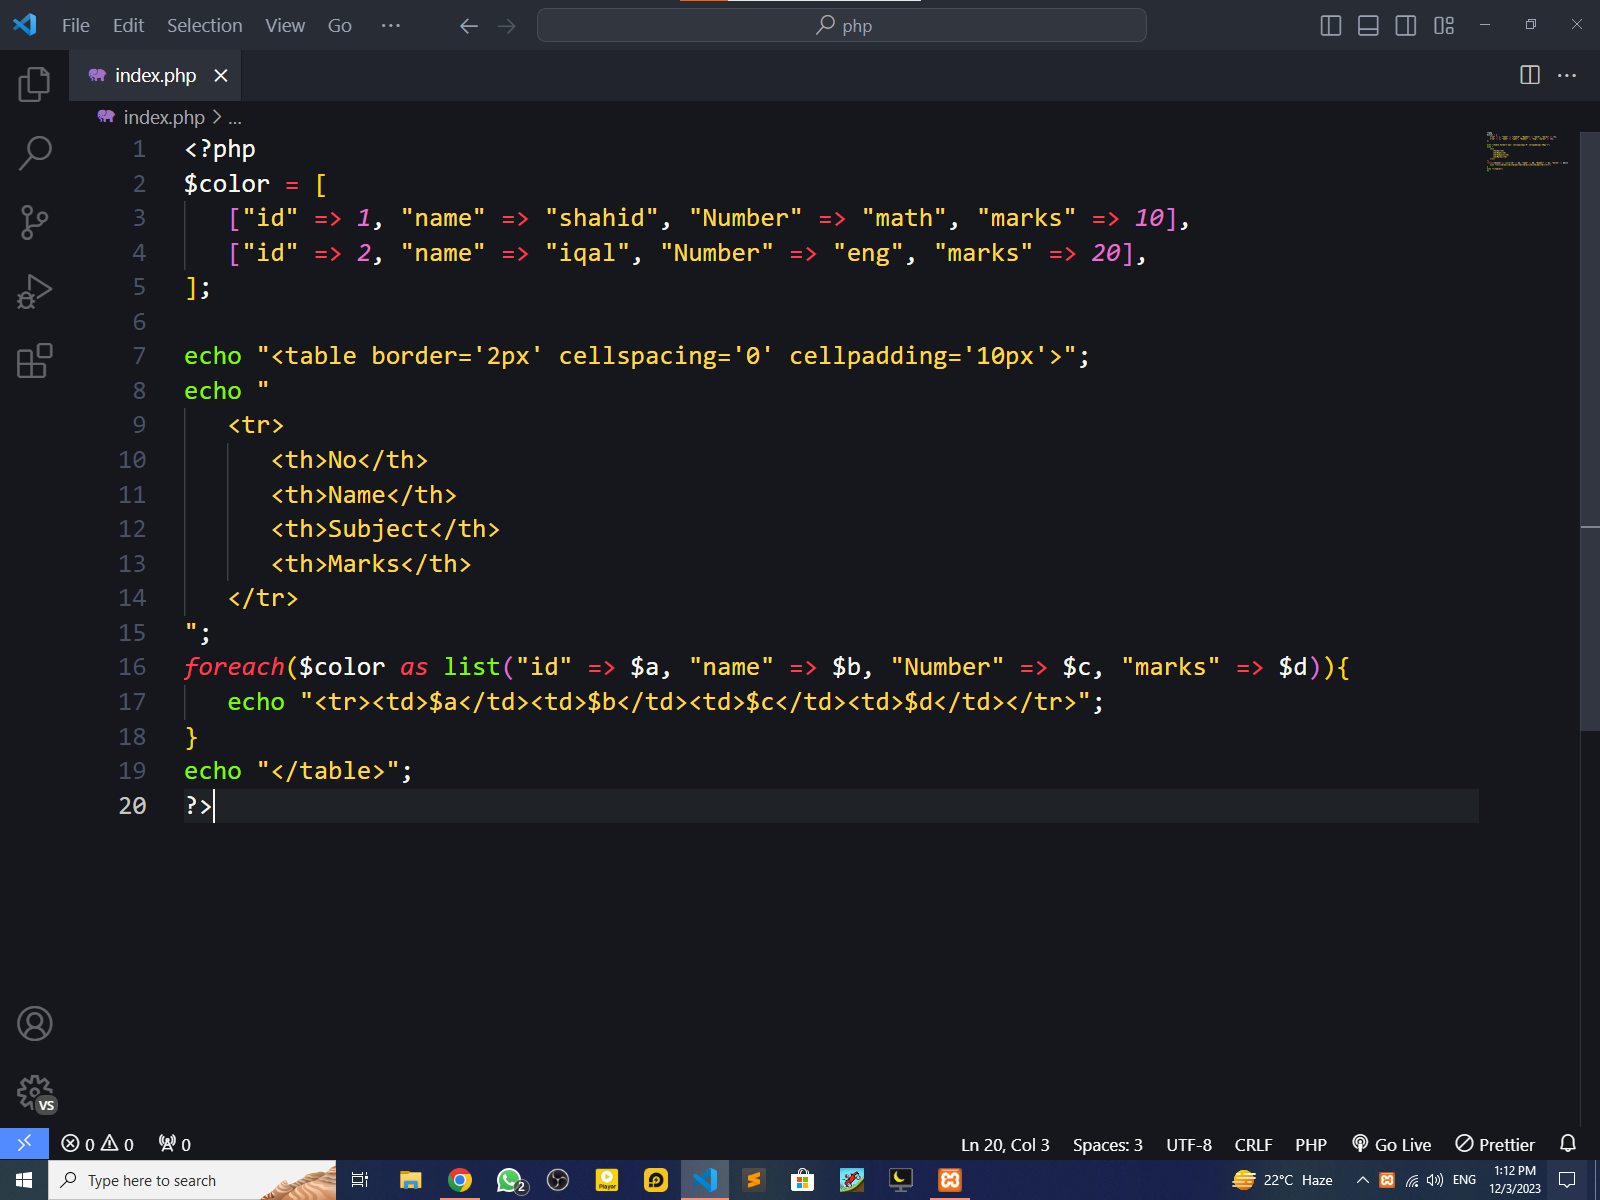 File Edit Selection View Go ··· php
index.php
index.php > ...
1 <?php
2 $color = [
3 ["id" => 1, "name" => "shahid", "Number" => "math", "marks" => 10],
4 ["id" => 2, "name" => "iqal", "Number" => "eng", "marks" => 20],
5 ];
6
7 echo "<table border='2px' cellspacing='0' cellpadding='10px'>";
8 echo "
9 <tr>
10 <th>No</th>
11 <th>Name</th>
12 <th>Subject</th>
13 <th>Marks</th>
14 </tr>
15 ";
16 foreach($color as list("id" => $a, "name" => $b, "Number" => $c, "marks" => $d)){
17 echo "<tr><td>$a</td><td>$b</td><td>$c</td><td>$d</td></tr>";
18 }
19 echo "</table>";
20 ?>
VS
0 0 0 Ln 20, Col 3 Spaces: 3 UTF-8 CRLF PHP Go Live Prettier
Type here to search 2 Player 22°C Haze ENG 1:12 PM
12/3/2023